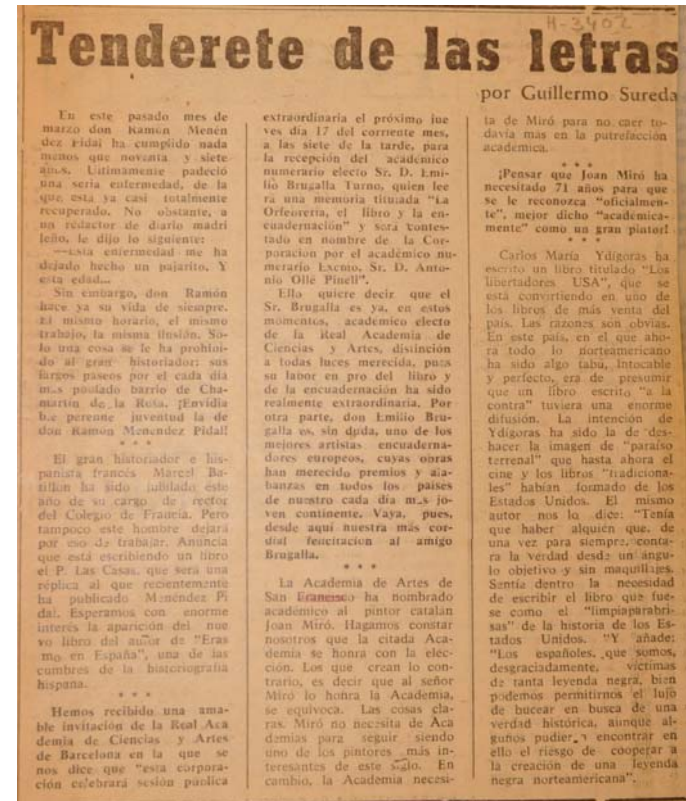 H-3402
Tenderete de las letras
por Guillermo Sureda
En este pasado mes de
marzo don Ramón Menén
dez Pidal ha cumplido nada
menos que noventa y siete
años. Ultimamente padeció
una seria enfermedad, de la
que está ya casi totalmente
recuperado. No obstante, a
un redactor de diario madri
leño, le dijo lo siguiente:
—Esta enfermedad me ha
dejado hecho un pajarito. Y
esta edad...
Sin embargo, don Ramón
hace ya su vida de siempre.
El mismo horario, el mismo
trabajo, la misma ilusión. Só-
lo una cosa se le ha prohibi-
do al gran historiador: sus
largos paseos por el cada día
más poblado barrio de Cha-
martín de la Rosa. ¡Envidia
ble perenne juventud la de
don Ramón Menéndez Pidal!
* * *
El gran historiador e his-
panista francés Marcel Ba-
tillon ha sido jubilado este
año de su cargo de rector
del Colegio de Francia. Pero
tampoco este hombre dejará
por eso de trabajar. Anuncia
que está escribiendo un libro
el P. Las Casas, que será una
réplica al que recientemente
ha publicado Menéndez Pi
dal. Esperamos con enorme
interés la aparición del nue
vo libro del autor de "Eras
mo en España", una de las
cumbres de la historiografía
hispana.
* * *
Hemos recibido una ama-
ble invitación de la Real Aca
demia de Ciencias y Artes
de Barcelona en la que se
nos dice que "esta corpora-
ción celebrará sesión pública
extraordinaria el próximo jue
ves día 17 del corriente mes,
a las siete de la tarde, para
la recepción del académico
numerario electo Sr. D. Emi-
lio Brugalla Turno, quien lee
rá una memoria titulada "La
Orfebrería, el libro y la en-
cuadernación" y será contes-
tado en nombre de la Cor-
poración por el académico nu-
merario Excmo. Sr. D. Anto-
nio Ollé Pinell".
Ello quiere decir que el
Sr. Brugalla es ya, en estos
momentos, académico electo
de la Real Academia de
Ciencias y Artes, distinción
a todas luces merecida, pues
su labor en pro del libro y
de la encuadernación ha sido
realmente extraordinaria. Por
otra parte, don Emilio Bru-
galla es, sin duda, uno de los
mejores artistas encuaderna-
dores europeos, cuyas obras
han merecido premios y ala-
banzas en todos los países
de nuestro cada día más jo-
ven continente. Vaya, pues,
desde aquí nuestra más cor-
dial felicitación al amigo
Brugalla.
* * *
La Academia de Artes de
San Francisco ha nombrado
académico al pintor catalán
Joan Miró. Hagamos constar
nosotros que la citada Aca-
demia se honra con la elec-
ción. Los que crean lo con-
trario, es decir que al señor
Miró lo honra la Academia,
se equivoca. Las cosas cla-
ras. Miró no necesita de Aca
demias para seguir siendo
uno de los pintores más in-
teresantes de este siglo. En
cambio, la Academia necesi-
ta de Miró para no caer to-
davía más en la putrefacción
académica.
* * *
¡Pensar que Joan Miró ha
necesitado 71 años para que
se le reconozca "oficialmen-
te", mejor dicho "académica-
mente" como un gran pintor!
* * *
Carlos María Ydígoras ha
escrito un libro titulado "Los
libertadores USA", que se
está convirtiendo en uno de
los libros de más venta del
país. Las razones son obvias.
En este país, en el que aho-
ra todo lo norteamericano
ha sido algo tabú, intocable
y perfecto, era de presumir
que un libro escrito "a la
contra" tuviera una enorme
difusión. La intención de
Ydígoras ha sido la de "des-
hacer la imagen de "paraíso
terrenal" que hasta ahora el
cine y los libros "tradiciona-
les" habían formado de los
Estados Unidos. El mismo
autor nos lo dice: "Tenía
que haber alguien que, de
una vez para siempre, conta-
ra la verdad desde un ángu-
lo objetivo y sin maquillajes.
Sentía dentro la necesidad
de escribir el libro que fue-
se como el "limpiaparabri-
sas" de la historia de los Es-
tados Unidos. "Y añade:
"Los españoles, que somos,
desgraciadamente, víctimas
de tanta leyenda negra, bien
podemos permitirnos el lujo
de bucear en busca de una
verdad histórica, aunque al-
gunos pudieran encontrar en
ello el riesgo de cooperar a
la creación de una leyenda
negra norteamericana".